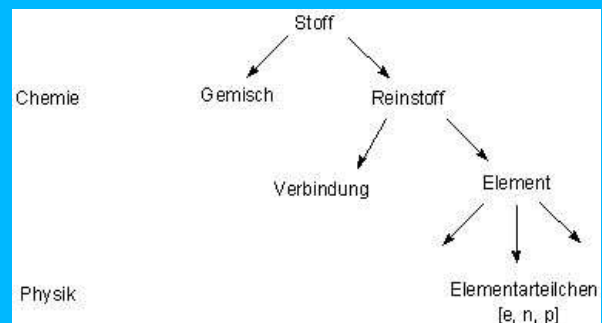 Stoff
Chemie Gemisch Reinstoff
Verbindung Element
Physik Elementarteilchen
[e, n, p]